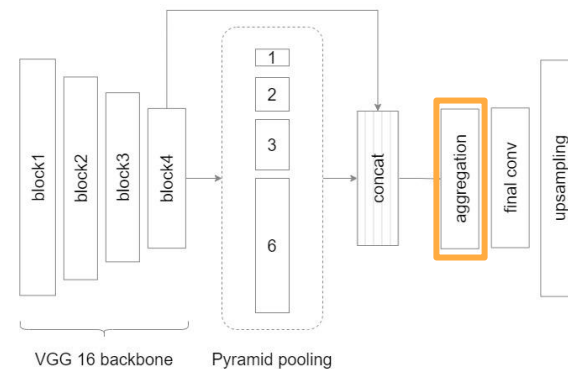 block1
block2
block3
block4
1
2
3
6
concat
aggregation
final conv
upsampling
VGG 16 backbone
Pyramid pooling